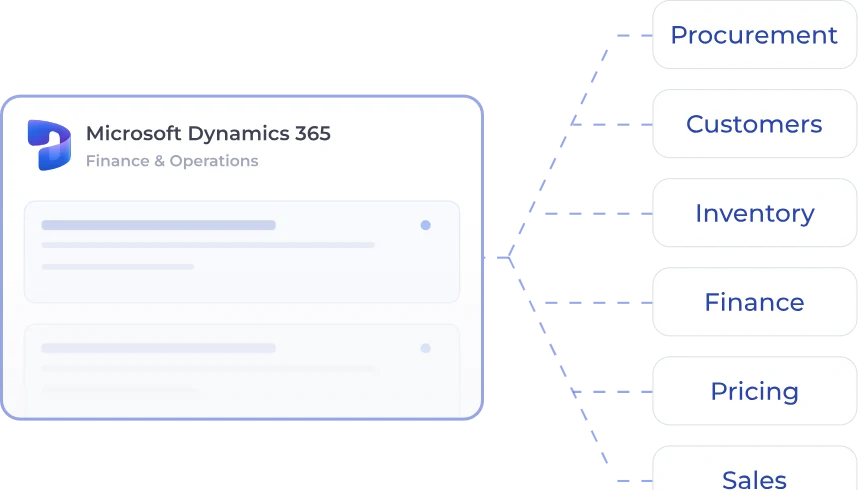 Microsoft Dynamics 365
Finance & Operations
Procurement
Customers
Inventory
Finance
Pricing
Sales